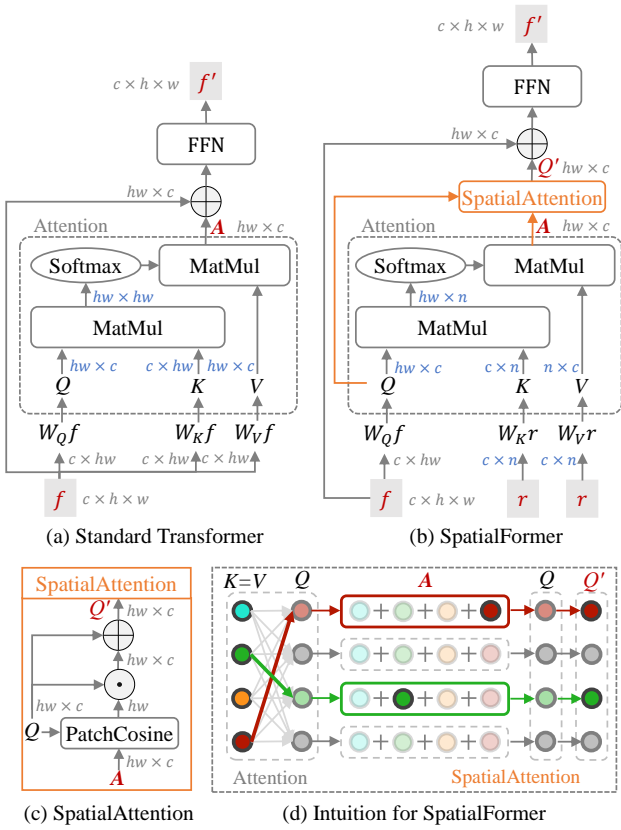 f′
c × h × w
FFN
hw × c
A hw × c
Attention
Softmax
MatMul
hw × hw
MatMul
hw × c
c × hw
hw × c
Q
K
V
W_Q f
W_K f
W_V f
c × hw
c × hw
c × hw
f
c × h × w
(a) Standard Transformer
f′
c × h × w
FFN
hw × c
Q′ hw × c
SpatialAttention
Attention
A hw × c
Softmax
MatMul
hw × n
MatMul
hw × c
c × n
n × c
Q
K
V
W_Q f
W_K r
W_V r
c × hw
c × n
c × n
f
c × h × w
r
r
(b) SpatialFormer
SpatialAttention
Q′
hw × c
hw × c
hw × c
hw
Q
PatchCosine
A
hw × c
(c) SpatialAttention
K=V
Q
A
Q
Q′
+ + +
+ + +
+ + +
+ + +
Attention
SpatialAttention
(d) Intuition for SpatialFormer